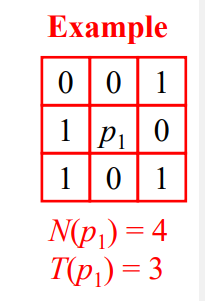 Example
0 0 1
1 p₁ 0
1 0 1
N(p₁) = 4
T(p₁) = 3